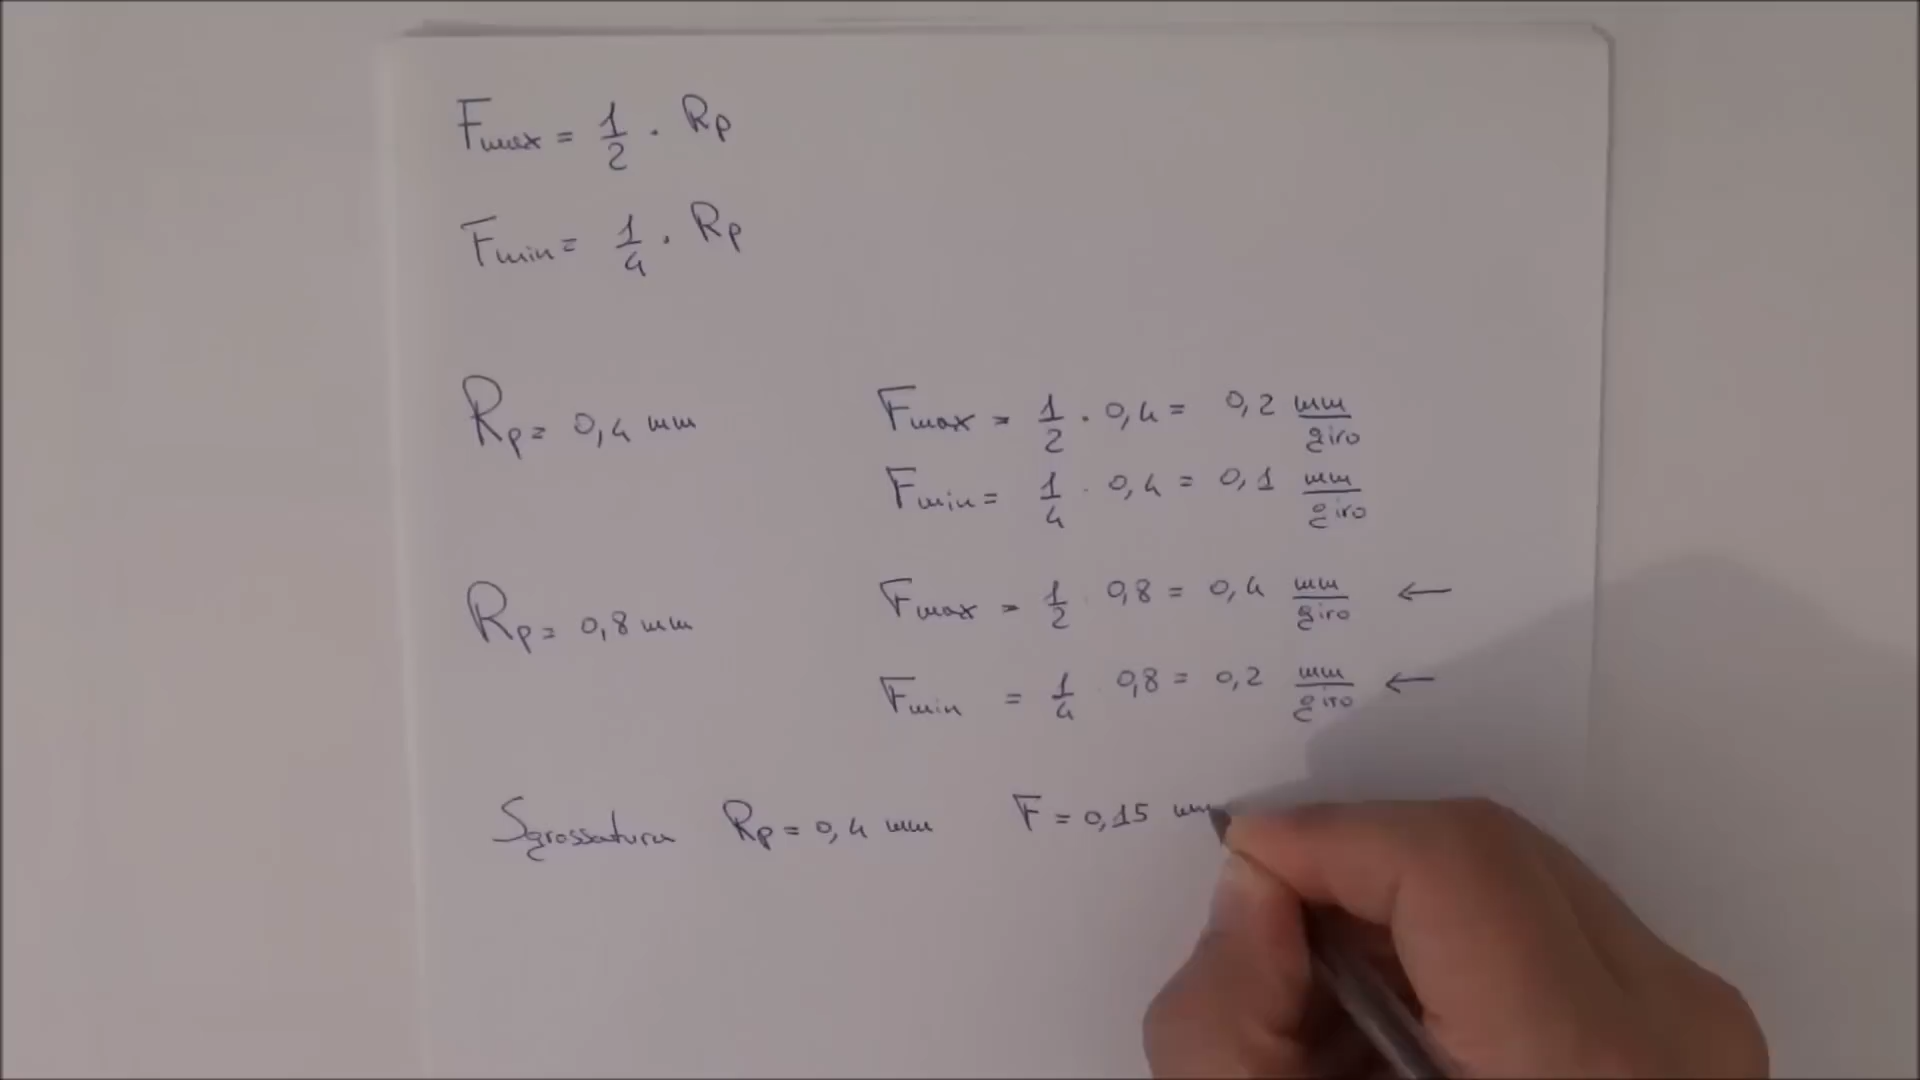 Fmax = 1/2 · Rp
Fmin = 1/4 · Rp
Rp = 0,4 mm
Fmax = 1/2 · 0,4 = 0,2 mm/giro
Fmin = 1/4 · 0,4 = 0,1 mm/giro
Rp = 0,8 mm
Fmax = 1/2 · 0,8 = 0,4 mm/giro ←
Fmin = 1/4 · 0,8 = 0,2 mm/giro ←
Sgrossatura Rp = 0,4 mm F = 0,15 mm